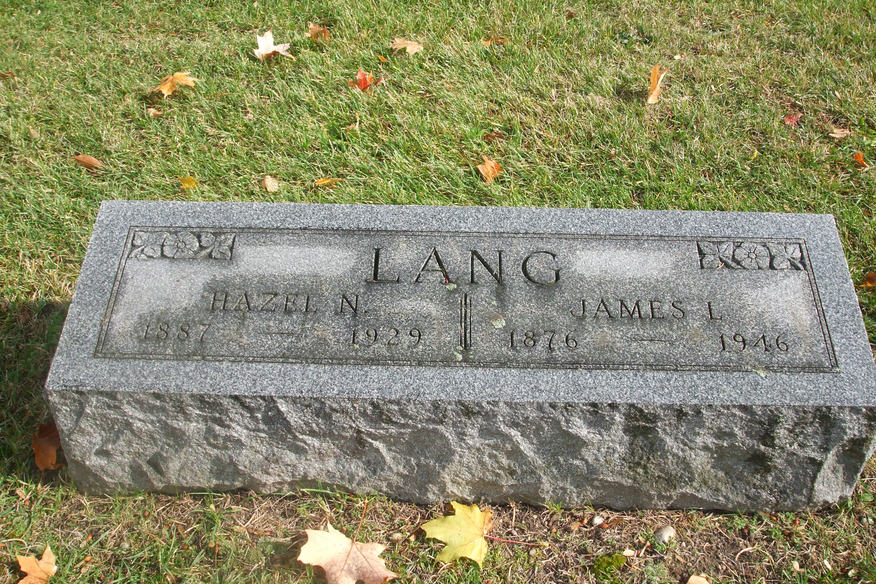 LANG
HAZEL N. JAMES L.
1887 — 1929 1876 — 1946